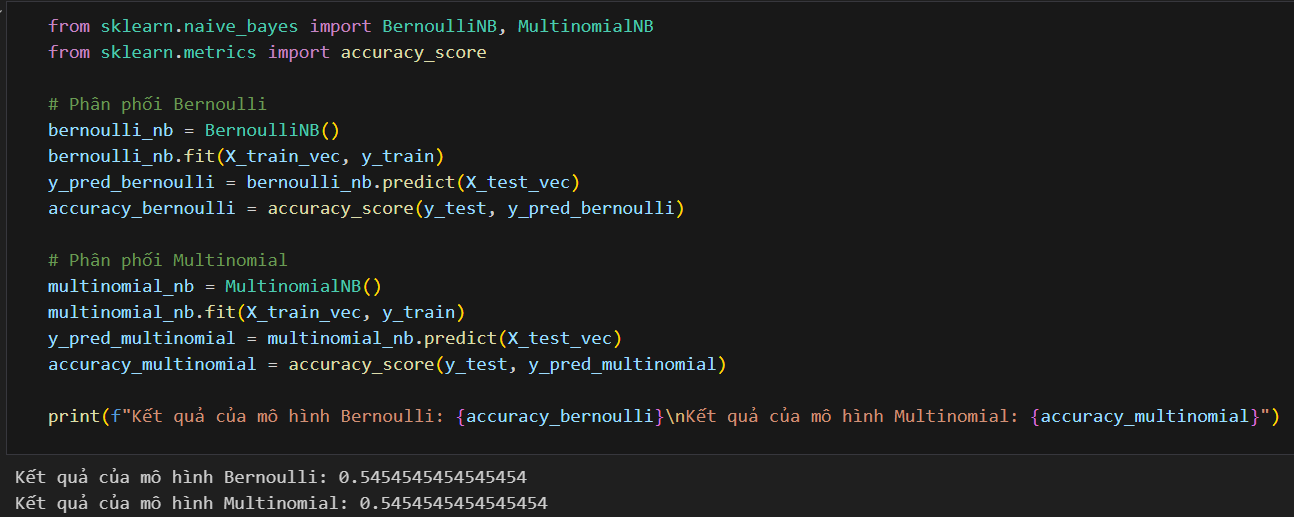 from sklearn.naive_bayes import BernoulliNB, MultinomialNB
from sklearn.metrics import accuracy_score
# Phân phối Bernoulli
bernoulli_nb = BernoulliNB()
bernoulli_nb.fit(X_train_vec, y_train)
y_pred_bernoulli = bernoulli_nb.predict(X_test_vec)
accuracy_bernoulli = accuracy_score(y_test, y_pred_bernoulli)
# Phân phối Multinomial
multinomial_nb = MultinomialNB()
multinomial_nb.fit(X_train_vec, y_train)
y_pred_multinomial = multinomial_nb.predict(X_test_vec)
accuracy_multinomial = accuracy_score(y_test, y_pred_multinomial)
print(f"Kết quả của mô hình Bernoulli: {accuracy_bernoulli}\nKết quả của mô hình Multinomial: {accuracy_multinomial}")
Kết quả của mô hình Bernoulli: 0.5454545454545454
Kết quả của mô hình Multinomial: 0.5454545454545454